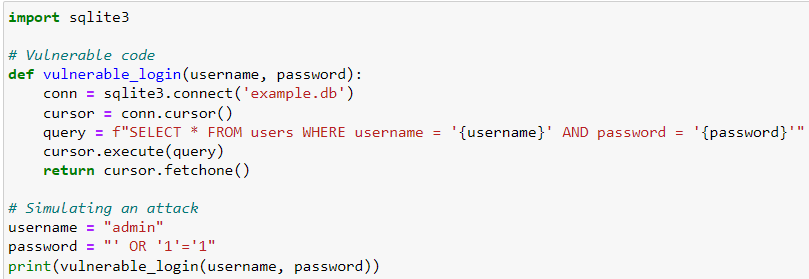 import sqlite3

# Vulnerable code
def vulnerable_login(username, password):
    conn = sqlite3.connect('example.db')
    cursor = conn.cursor()
    query = f"SELECT * FROM users WHERE username = '{username}' AND password = '{password}'"
    cursor.execute(query)
    return cursor.fetchone()

# Simulating an attack
username = "admin"
password = "' OR '1'='1"
print(vulnerable_login(username, password))